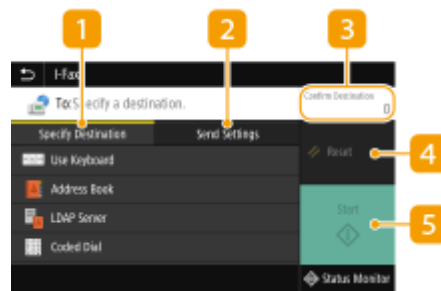 1
2
3
I-Fax
To: Specify a destination.
Confirm Destination
0
Specify Destination
Send Settings
Use Keyboard
Reset
4
Address Book
LDAP Server
Start
5
Coded Dial
Status Monitor